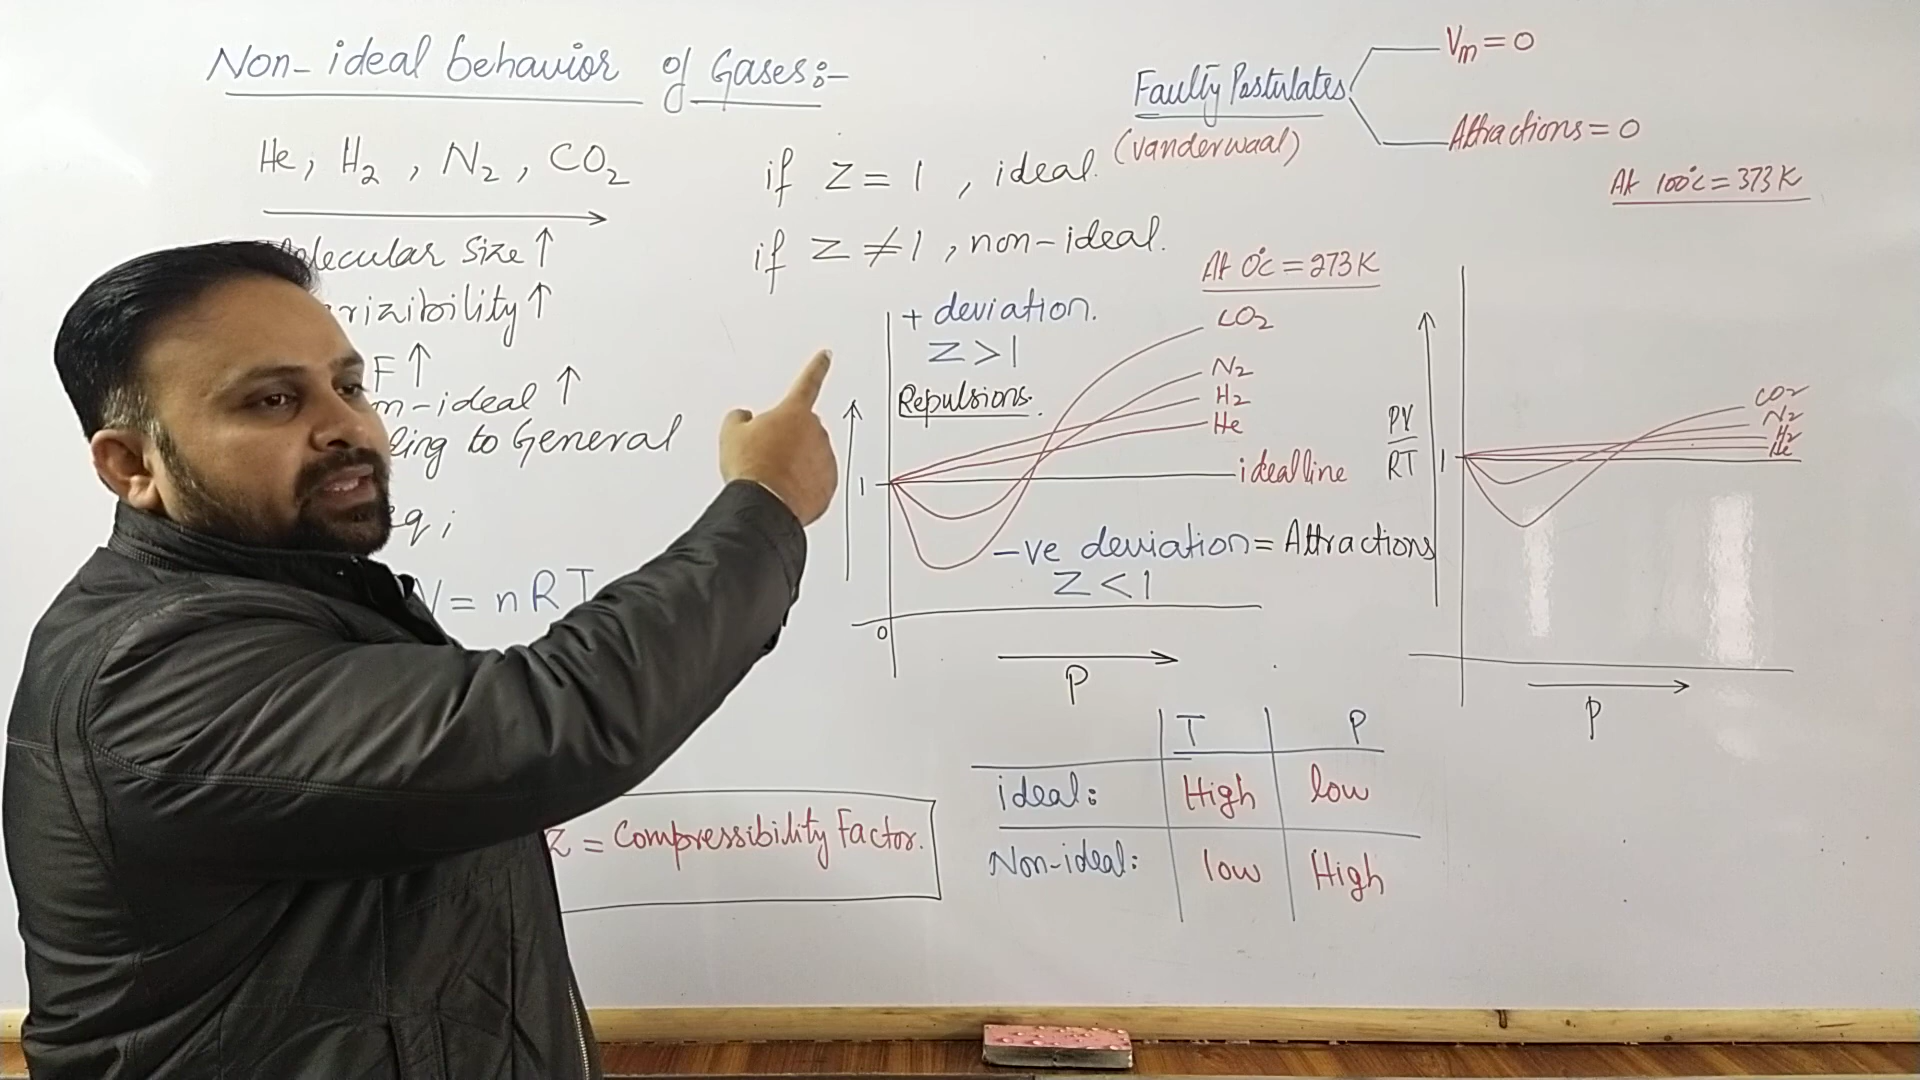 Non-ideal behavior of Gases:-
He, H₂, N₂, CO₂
Size ↑
↑
F ↑
-ideal ↑
to General
eq;
V = nRT
Z = Compressibility Factor.
if Z = 1, ideal.
if Z ≠ 1, non-ideal.
Faulty Postulates
(vanderwaal)
Vm = 0
Attractions = 0
At 0°C = 273K
+ deviation.
Z > 1
Repulsions.
CO₂
N₂
H₂
He
1
ideal line
-ve deviation = Attractions
Z < 1
0
P
At 100°C = 373K
PV
RT
1
CO₂
N₂
H₂
He
P
T P
ideal: High low
Non-ideal: low High